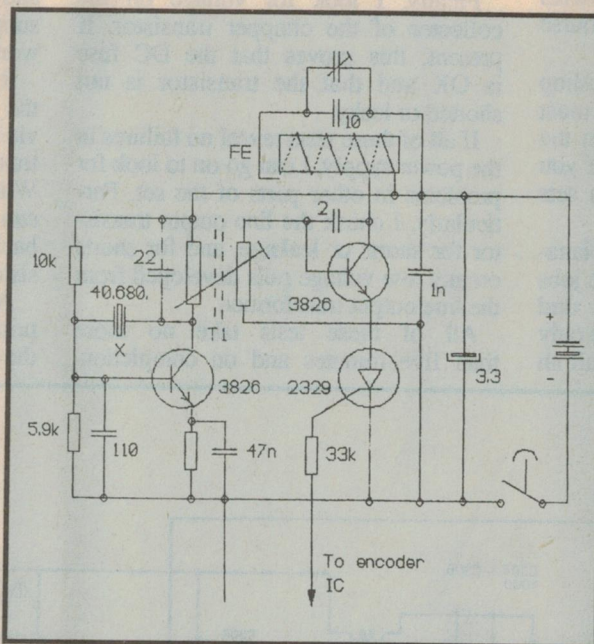 10
FE
2
10k
22
40.680.
X
T1
3826
1n
+
-
3.3
3826
2329
5.9k
110
47n
33k
To encoder
IC